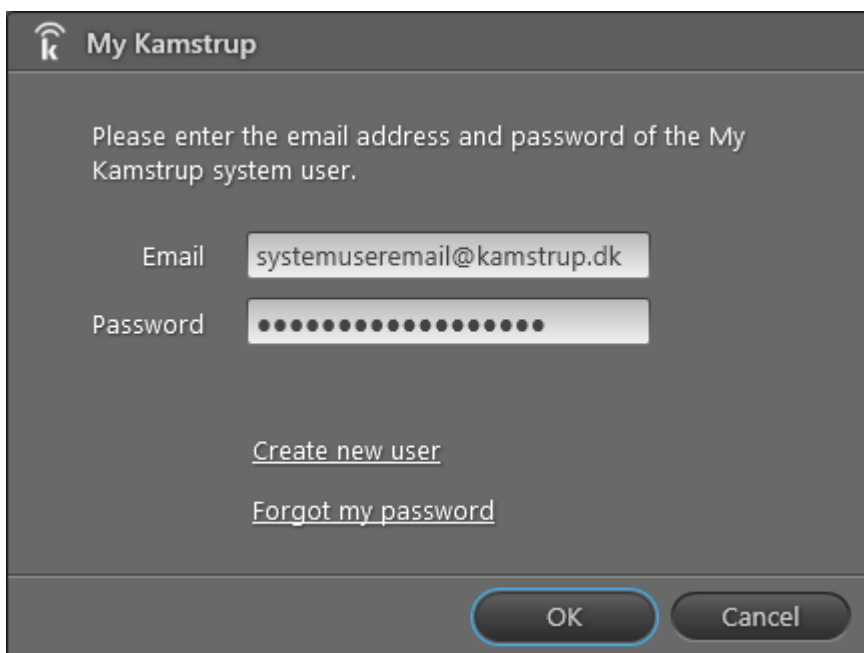 My Kamstrup
Please enter the email address and password of the My
Kamstrup system user.
Email systemuseremail@kamstrup.dk
Password ●●●●●●●●●●●●●●●●●●
Create new user
Forgot my password
OK Cancel